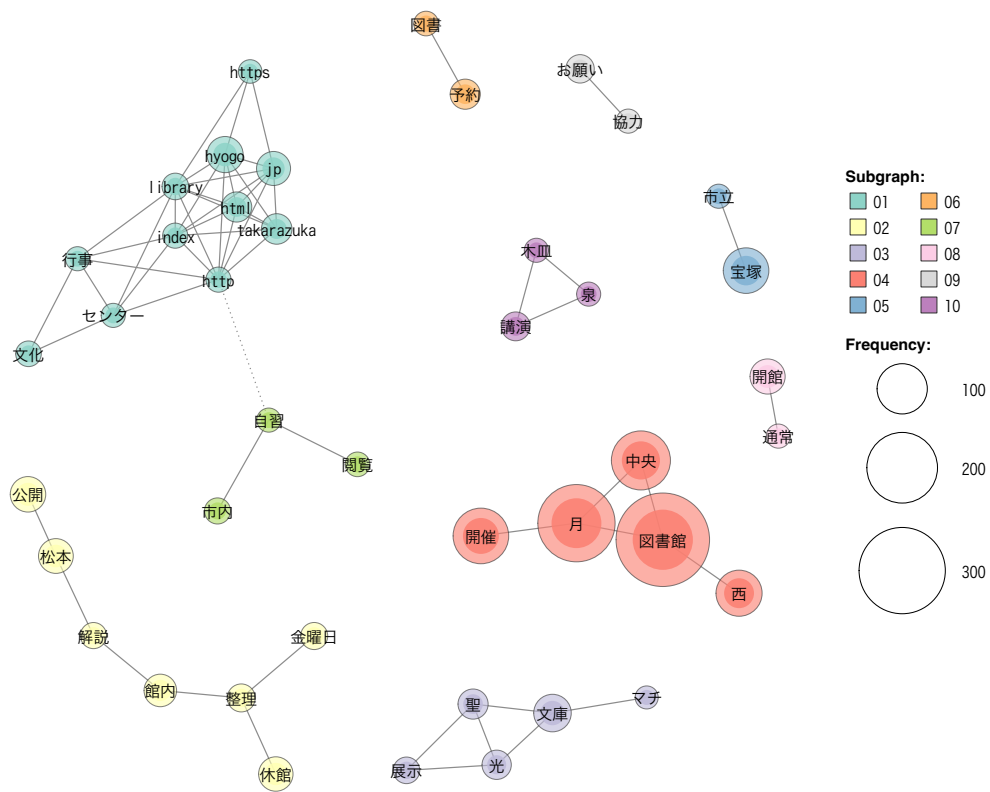 図書
https
お願い
予約
協力
hyogo
jp
library
市立
html
takarazuka
index
木皿
行事
宝塚
http
泉
センター
講演
文化
開館
自習
通常
閲覧
中央
公開
市内
月
開催
図書館
松本
西
解説
金曜日
館内
整理
マチ
聖
文庫
休館
展示
光
Subgraph:
01 06
02 07
03 08
04 09
05 10
Frequency:
100
200
300